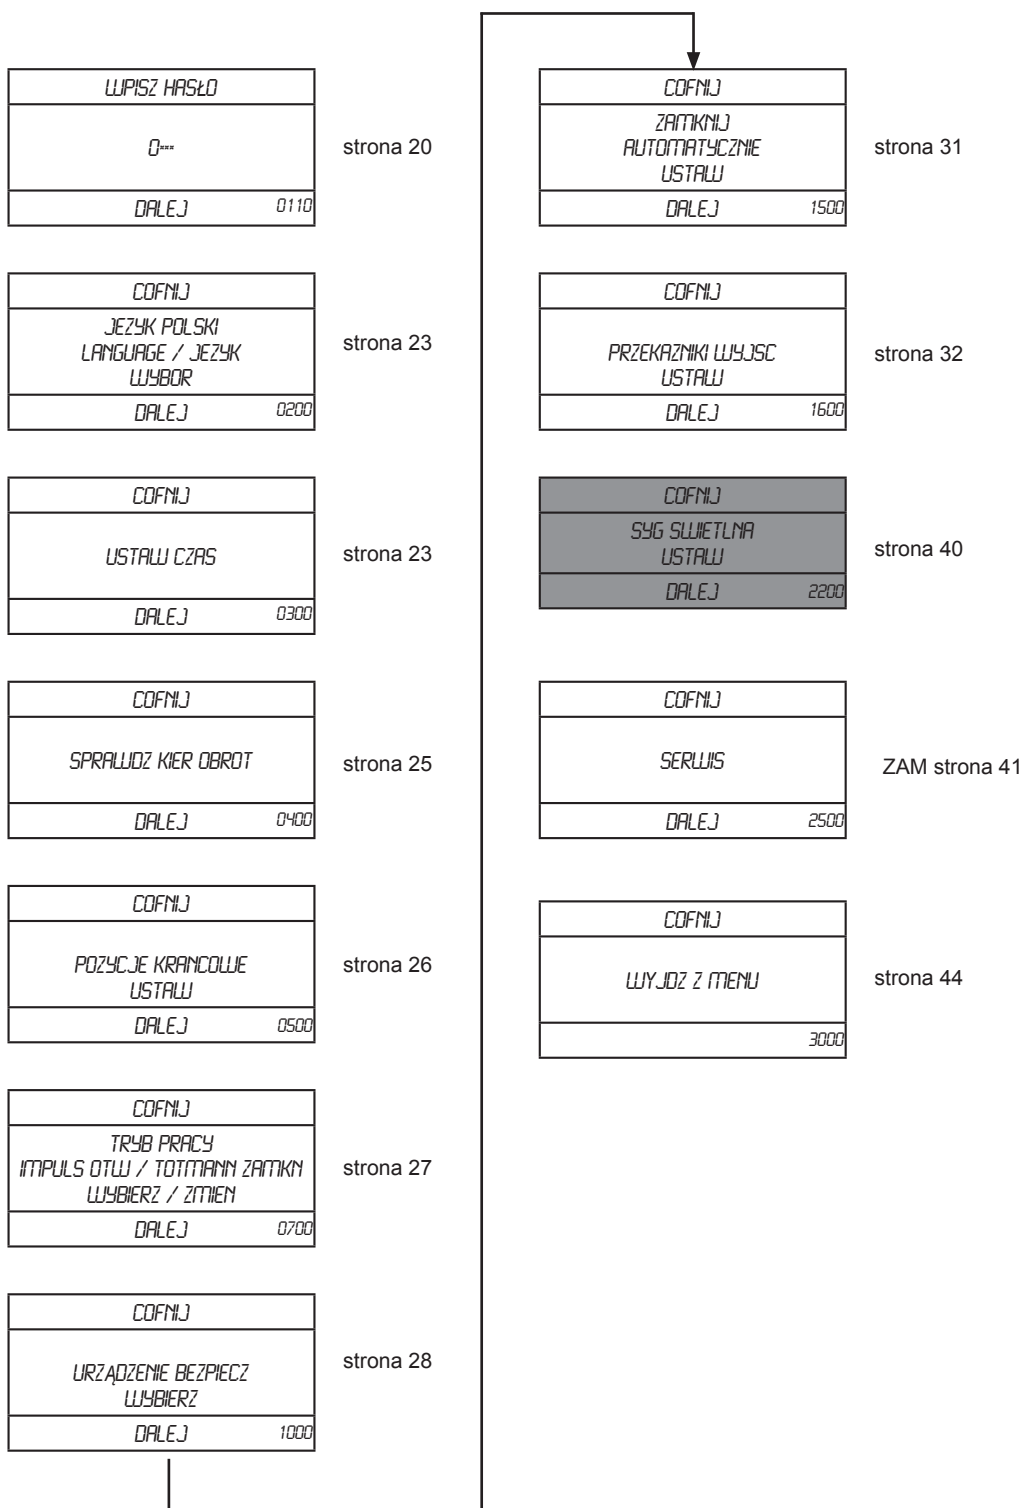 WPISZ HASŁO
0***
strona 20
DALEJ 0110
COFNIJ
JEZYK POLSKI
LANGUAGE / JEZYK
WYBOR
strona 23
DALEJ 0200
COFNIJ
USTAW CZAS
strona 23
DALEJ 0300
COFNIJ
SPRAWDZ KIER OBROT
strona 25
DALEJ 0400
COFNIJ
POZYCJE KRANCOWE
USTAW
strona 26
DALEJ 0500
COFNIJ
TRYB PRACY
IMPULS OTW / TOTMANN ZAMKN
WYBIERZ / ZMIEN
strona 27
DALEJ 0700
COFNIJ
URZĄDZENIE BEZPIECZ
WYBIERZ
strona 28
DALEJ 1000
COFNIJ
ZAMKNIJ
AUTOMATYCZNIE
USTAW
strona 31
DALEJ 1500
COFNIJ
PRZEKAZNIKI WYJSC
USTAW
strona 32
DALEJ 1600
COFNIJ
SYG SWIETLNA
USTAW
strona 40
DALEJ 2200
COFNIJ
SERWIS
ZAM strona 41
DALEJ 2500
COFNIJ
WYJDZ Z MENU
strona 44
3000